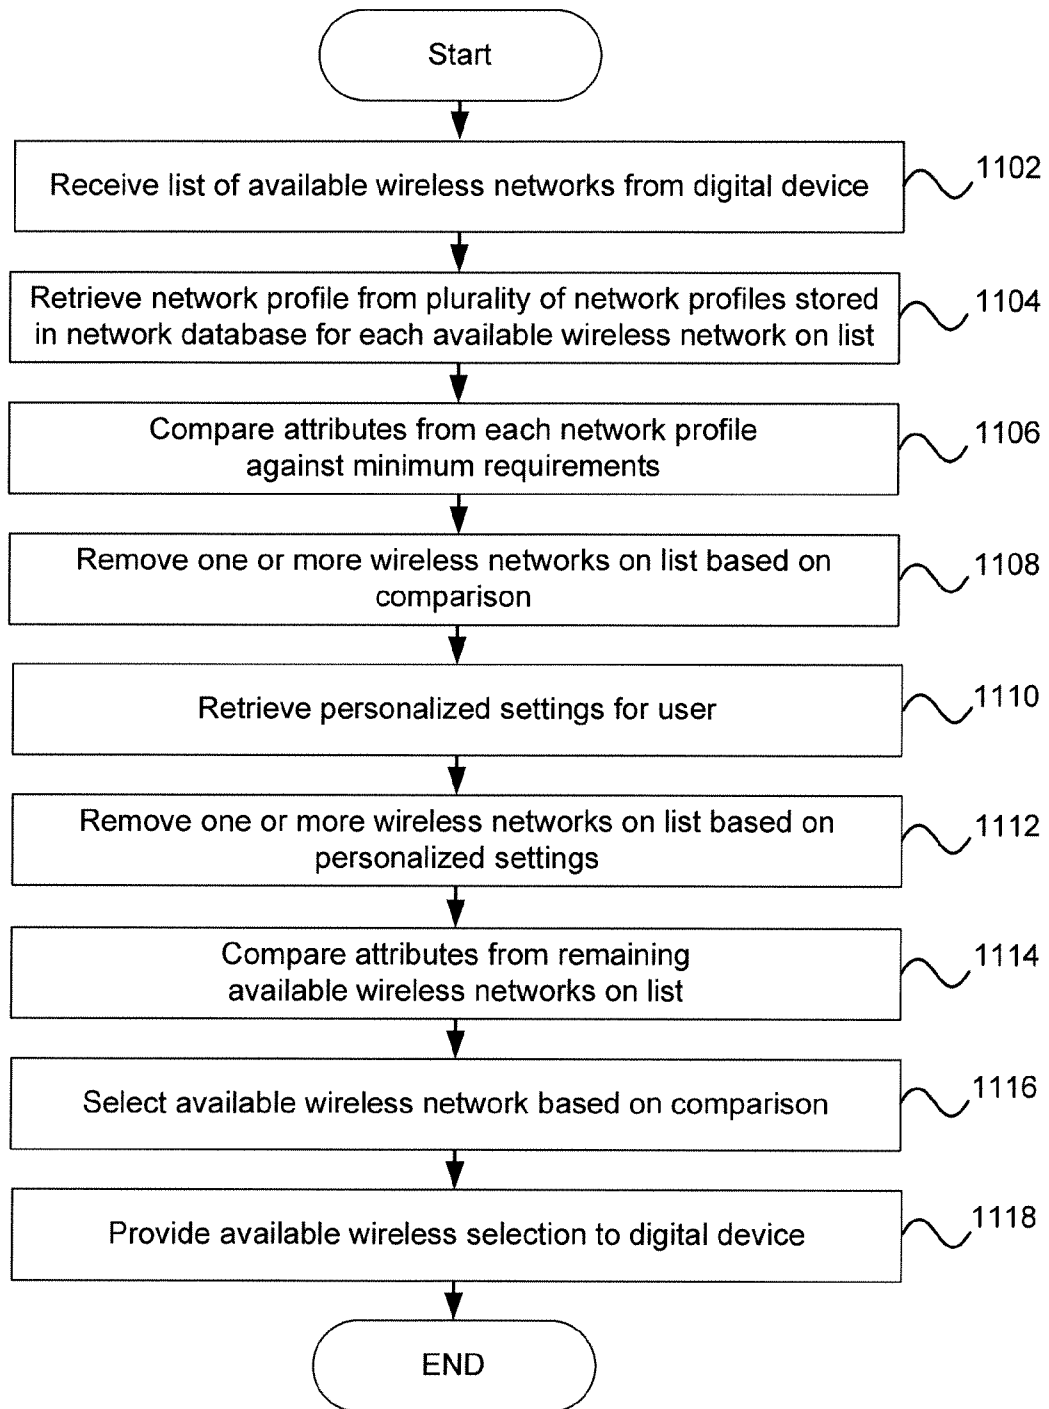 Start
Receive list of available wireless networks from digital device
1102
Retrieve network profile from plurality of network profiles stored
in network database for each available wireless network on list
1104
Compare attributes from each network profile
against minimum requirements
1106
Remove one or more wireless networks on list based on
comparison
1108
Retrieve personalized settings for user
1110
Remove one or more wireless networks on list based on
personalized settings
1112
Compare attributes from remaining
available wireless networks on list
1114
Select available wireless network based on comparison
1116
Provide available wireless selection to digital device
1118
END